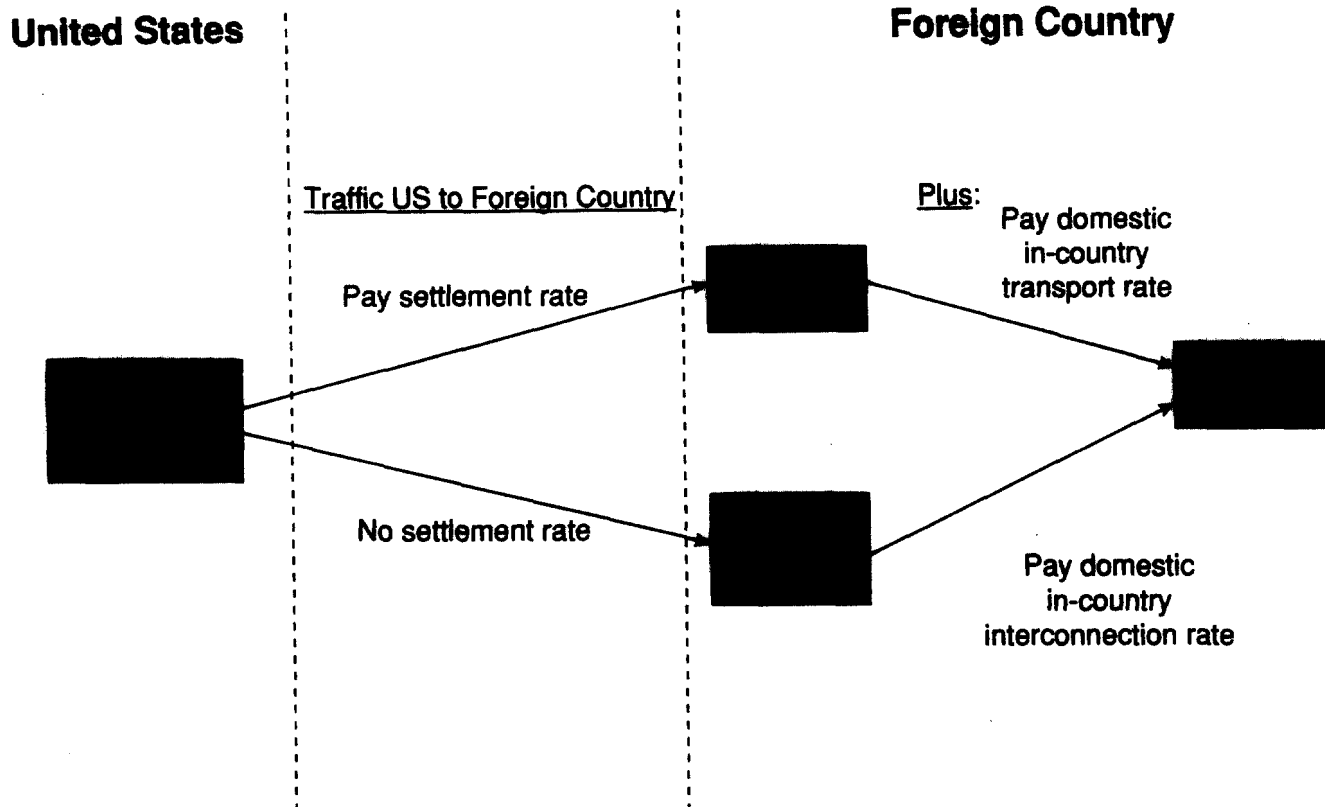 United States
Foreign Country
Traffic US to Foreign Country
Plus:
Pay domestic
in-country
transport rate
Pay settlement rate
No settlement rate
Pay domestic
in-country
interconnection rate